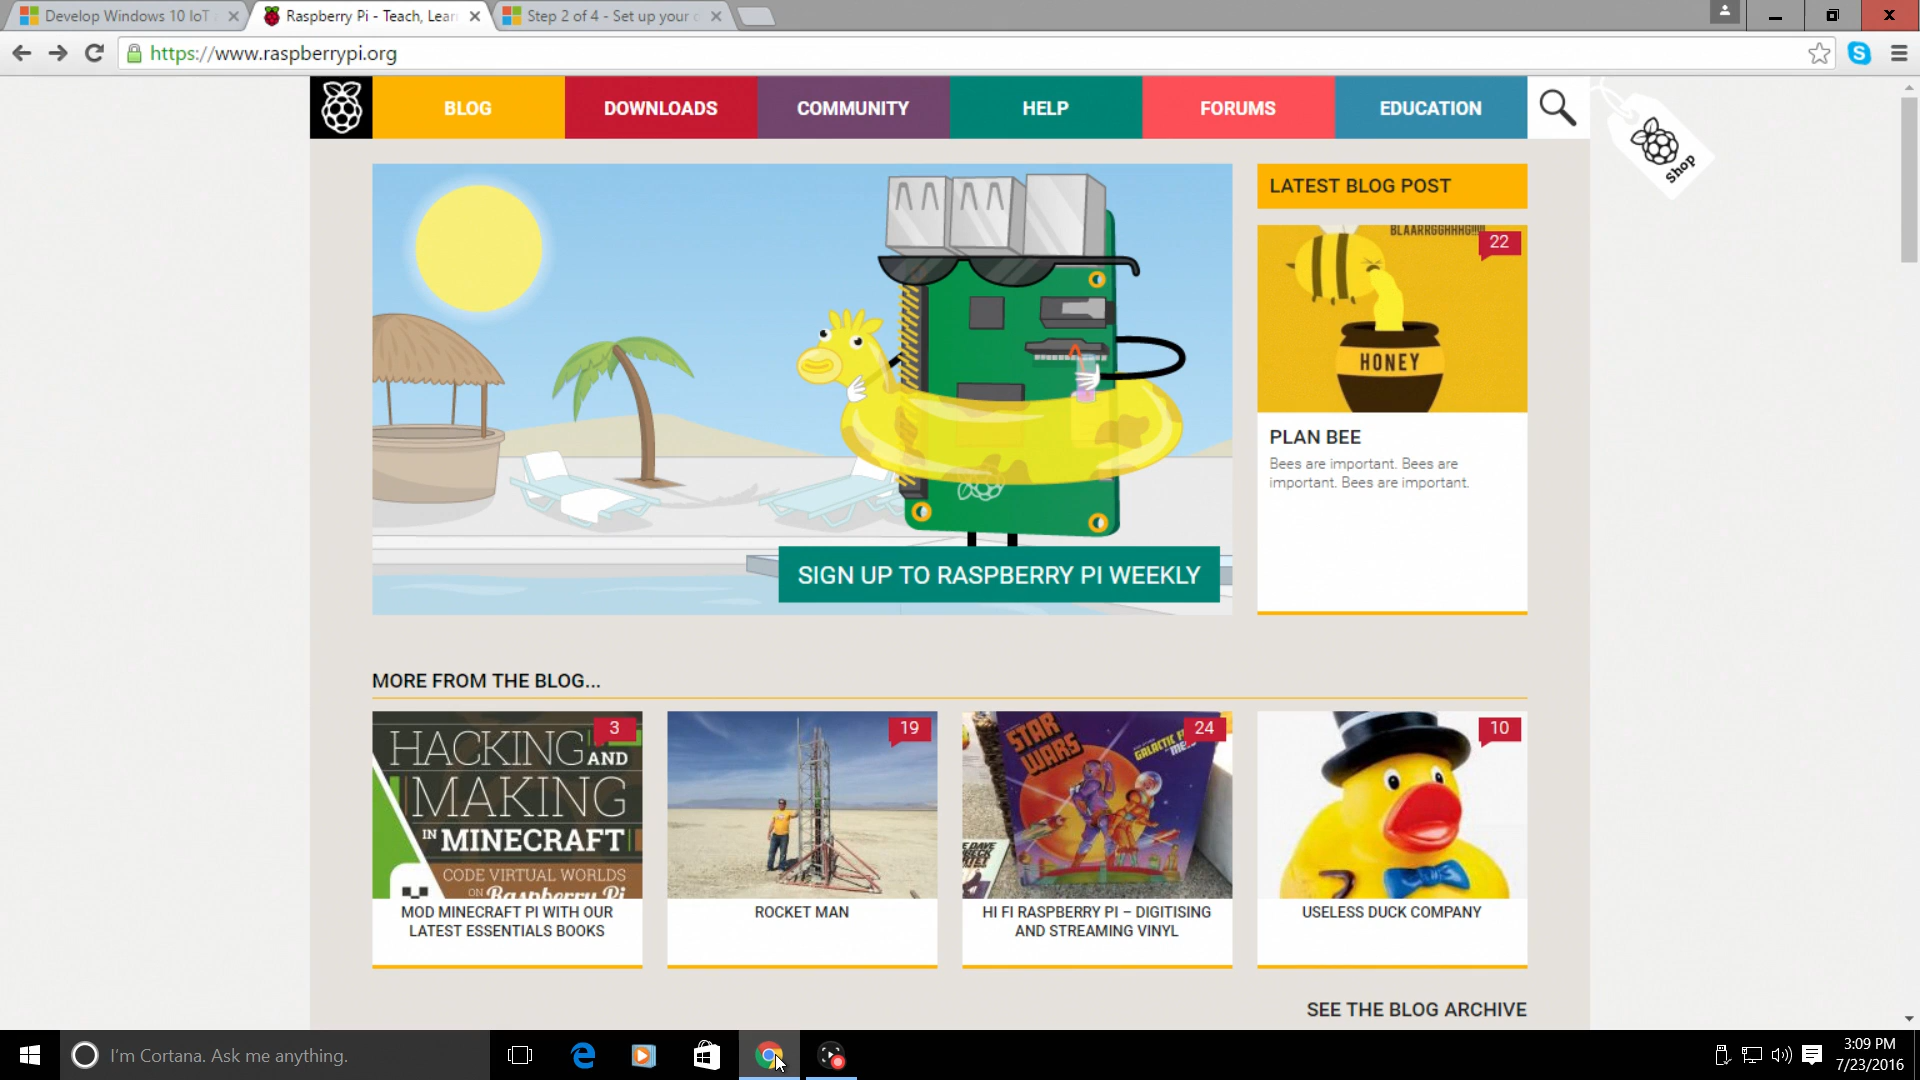 Develop Windows 10 IoT
Raspberry Pi - Teach, Lear
Step 2 of 4 - Set up your
https://www.raspberrypi.org
BLOG
DOWNLOADS
COMMUNITY
HELP
FORUMS
EDUCATION
Shop
SIGN UP TO RASPBERRY PI WEEKLY
LATEST BLOG POST
BLAARRGGHHHG!!!!
22
HONEY
PLAN BEE
Bees are important. Bees are
important. Bees are important.
MORE FROM THE BLOG...
3
HACKING AND
MAKING
IN MINECRAFT
CODE VIRTUAL WORLDS
ON Raspberry Pi
MOD MINECRAFT PI WITH OUR
LATEST ESSENTIALS BOOKS
19
ROCKET MAN
24
STAR
WARS
HI FI RASPBERRY PI – DIGITISING
AND STREAMING VINYL
10
USELESS DUCK COMPANY
SEE THE BLOG ARCHIVE
I'm Cortana. Ask me anything.
3:09 PM
7/23/2016